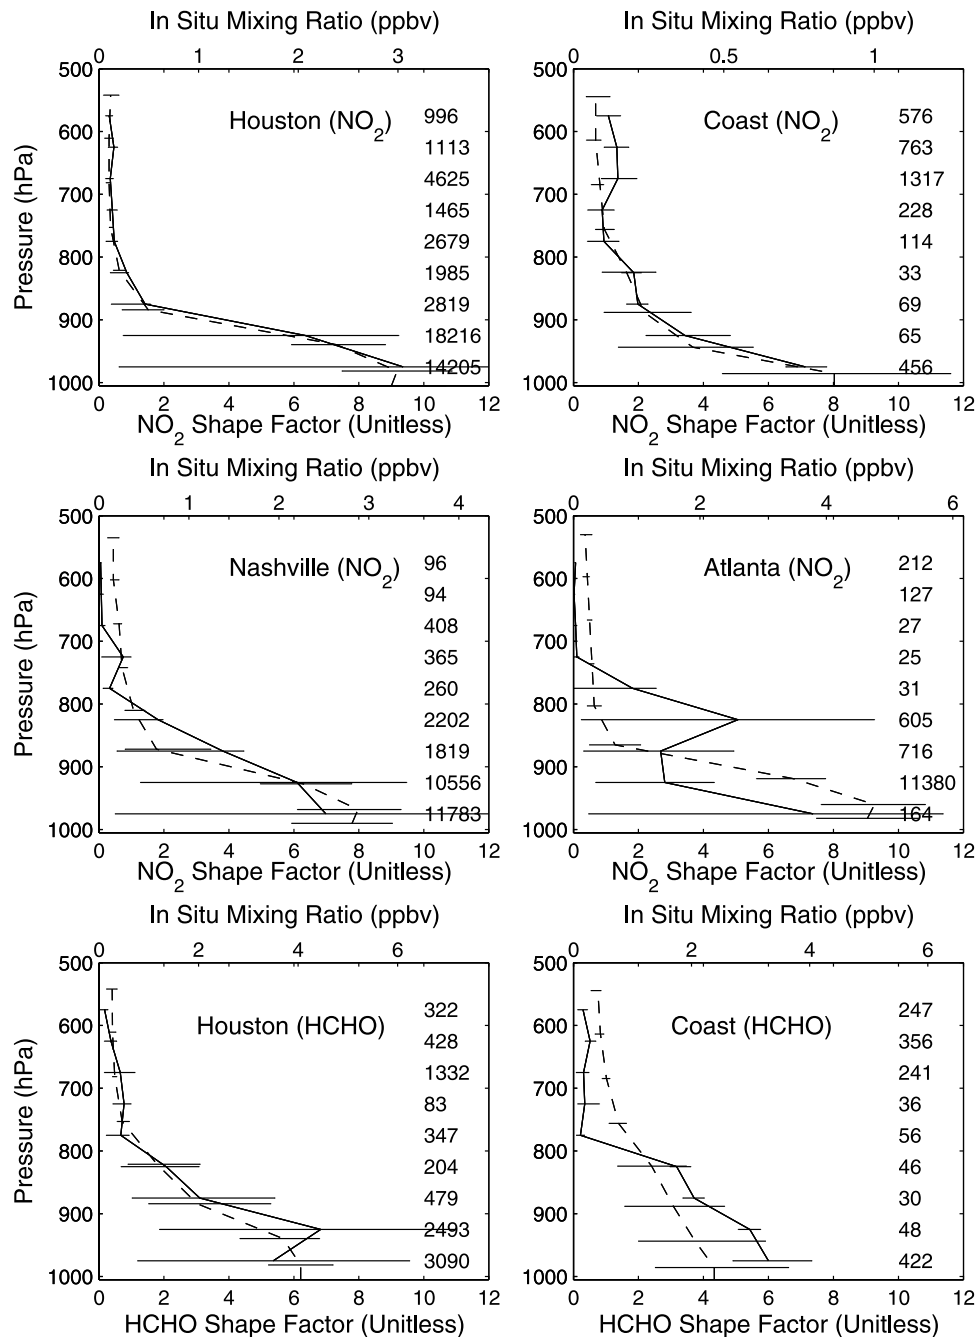 In Situ Mixing Ratio (ppbv)
0 1 2 3
500
600
700
800
900
1000
Pressure (hPa)
Houston (NO2)
996
1113
4625
1465
2679
1985
2819
18216
14205
0 2 4 6 8 10 12
NO2 Shape Factor (Unitless)
In Situ Mixing Ratio (ppbv)
0 0.5 1
500
600
700
800
900
1000
Coast (NO2)
576
763
1317
228
114
33
69
65
456
0 2 4 6 8 10 12
NO2 Shape Factor (Unitless)
In Situ Mixing Ratio (ppbv)
0 1 2 3 4
500
600
700
800
900
1000
Pressure (hPa)
Nashville (NO2)
96
94
408
365
260
2202
1819
10556
11783
0 2 4 6 8 10 12
NO2 Shape Factor (Unitless)
In Situ Mixing Ratio (ppbv)
0 2 4 6
500
600
700
800
900
1000
Atlanta (NO2)
212
127
27
25
31
605
716
11380
164
0 2 4 6 8 10 12
NO2 Shape Factor (Unitless)
In Situ Mixing Ratio (ppbv)
0 2 4 6
500
600
700
800
900
1000
Pressure (hPa)
Houston (HCHO)
322
428
1332
83
347
204
479
2493
3090
0 2 4 6 8 10 12
HCHO Shape Factor (Unitless)
In Situ Mixing Ratio (ppbv)
0 2 4 6
500
600
700
800
900
1000
Coast (HCHO)
247
356
241
36
56
46
30
48
422
0 2 4 6 8 10 12
HCHO Shape Factor (Unitless)